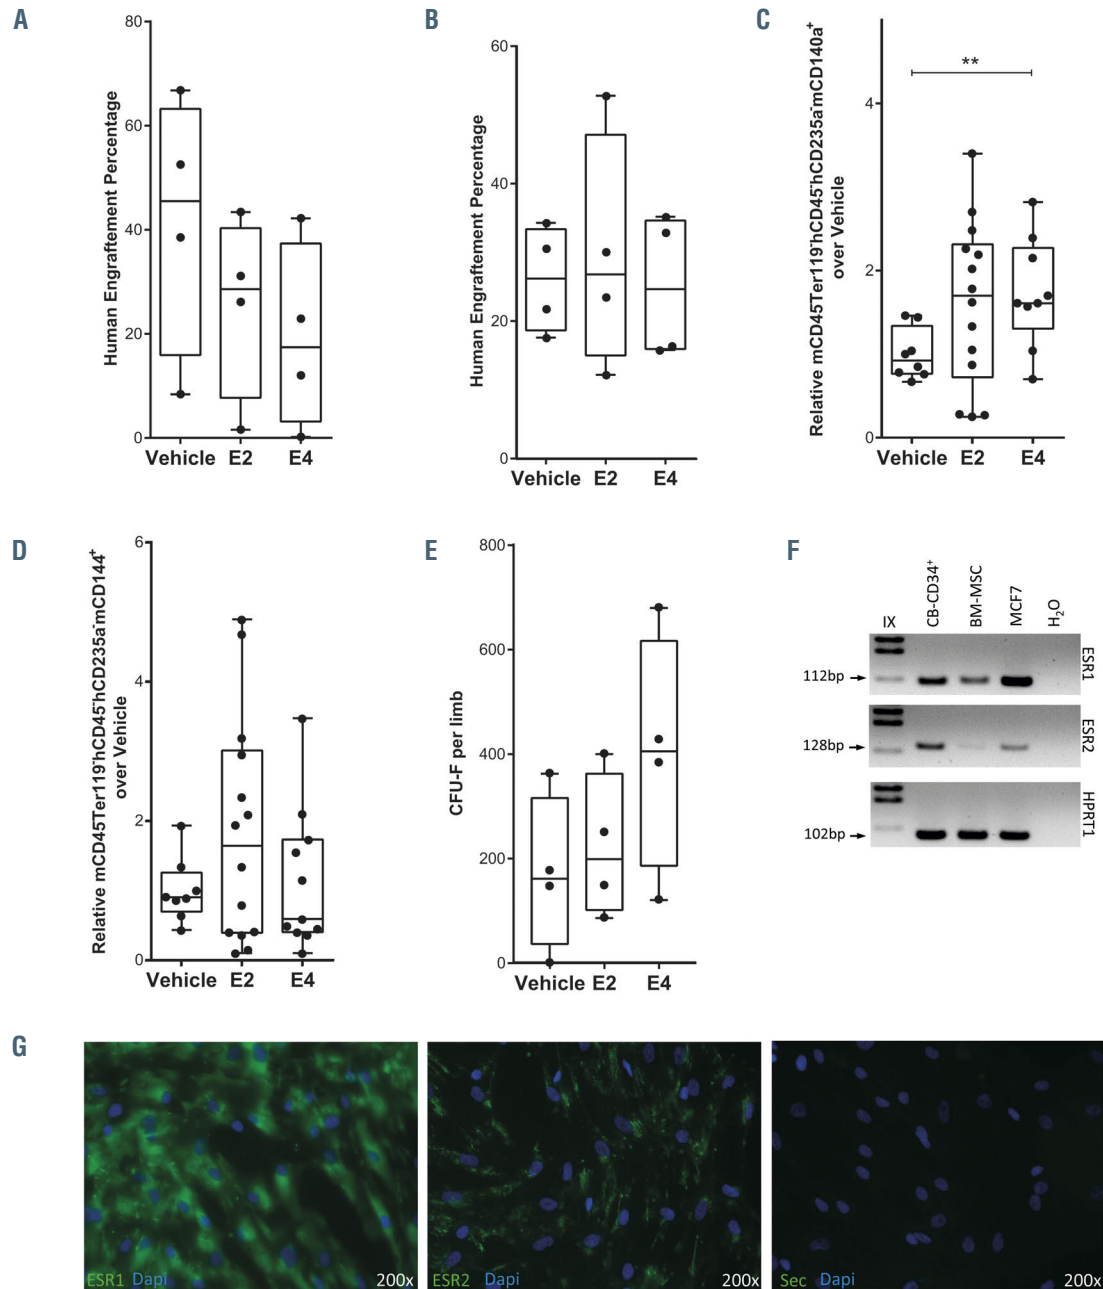 A
80
60
40
20
0
Human Engraftement Percentage
Vehicle E2 E4
B
60
40
20
0
Human Engraftement Percentage
Vehicle E2 E4
C
4
2
0
Relative mCD45⁻Ter119⁻hCD45⁻hCD235a⁻mCD140a⁺
over Vehicle
**
Vehicle E2 E4
D
6
4
2
0
Relative mCD45⁻Ter119⁻hCD45⁻hCD235a⁻mCD144⁺
over Vehicle
Vehicle E2 E4
E
800
600
400
200
0
CFU-F per limb
Vehicle E2 E4
F
IX CB-CD34⁺ BM-MSC MCF7 H₂O
112bp ESR1
128bp ESR2
102bp HPRT1
G
ESR1 Dapi 200x
ESR2 Dapi 200x
Sec Dapi 200x